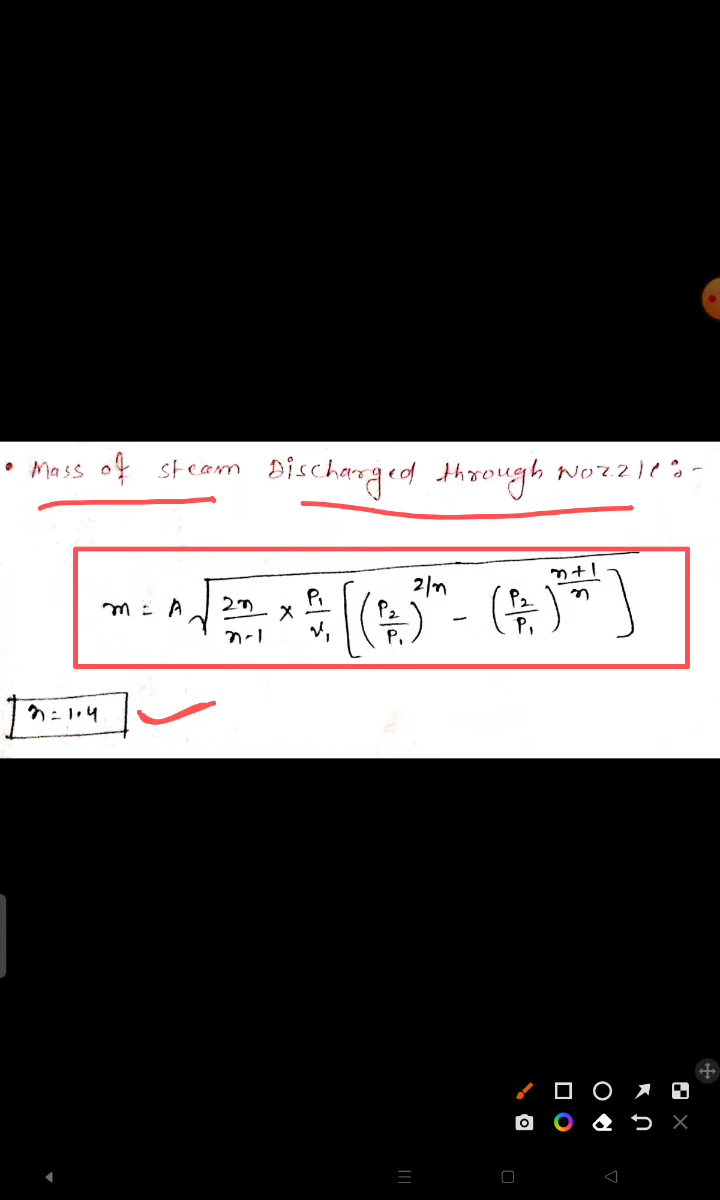 • Mass of steam Discharged through Nozzle:-
m = A √( 2n/n-1 × P₁/v₁ [ (P₂/P₁)^2/n - (P₂/P₁)^n+1/n ] )
n = 1.4